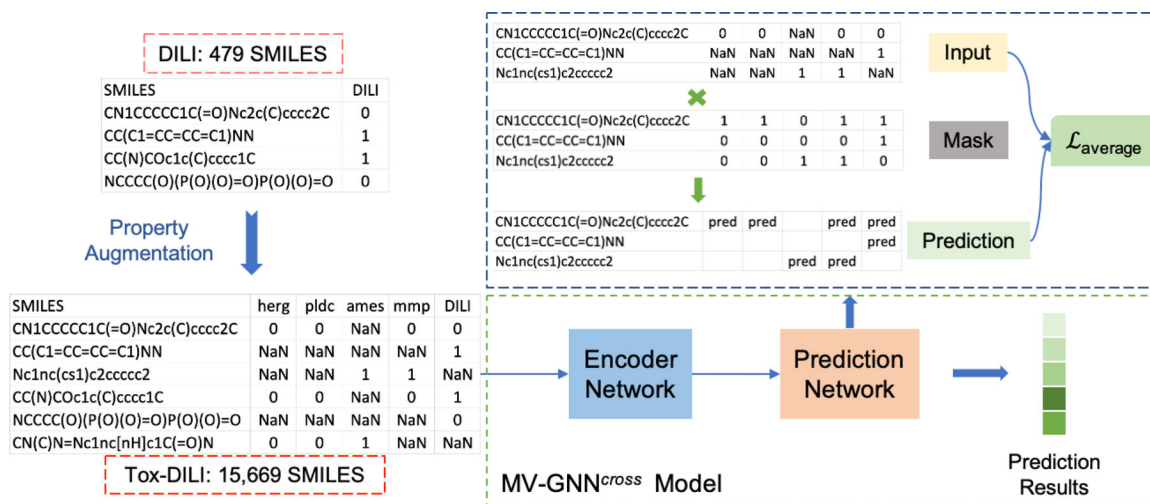 DILI: 479 SMILES
SMILES DILI
CN1CCCCC1C(=O)Nc2c(C)cccc2C 0
CC(C1=CC=CC=C1)NN 1
CC(N)COc1c(C)cccc1C 1
NCCCC(O)(P(O)(O)=O)P(O)(O)=O 0
Property
Augmentation
SMILES herg pldc ames mmp DILI
CN1CCCCC1C(=O)Nc2c(C)cccc2C 0 0 NaN 0 0
CC(C1=CC=CC=C1)NN NaN NaN NaN NaN 1
Nc1nc(cs1)c2ccccc2 NaN NaN 1 1 NaN
CC(N)COc1c(C)cccc1C 0 0 NaN 0 1
NCCCC(O)(P(O)(O)=O)P(O)(O)=O NaN NaN NaN NaN 0
CN(C)N=Nc1nc[nH]c1C(=O)N 0 0 1 NaN NaN
Tox-DILI: 15,669 SMILES
CN1CCCCC1C(=O)Nc2c(C)cccc2C 0 0 NaN 0 0
CC(C1=CC=CC=C1)NN NaN NaN NaN NaN 1
Nc1nc(cs1)c2ccccc2 NaN NaN 1 1 NaN
Input
CN1CCCCC1C(=O)Nc2c(C)cccc2C 1 1 0 1 1
CC(C1=CC=CC=C1)NN 0 0 0 0 1
Nc1nc(cs1)c2ccccc2 0 0 1 1 0
Mask
ℒaverage
CN1CCCCC1C(=O)Nc2c(C)cccc2C pred pred pred pred
CC(C1=CC=CC=C1)NN pred
Nc1nc(cs1)c2ccccc2 pred pred
Prediction
Encoder
Network
Prediction
Network
Prediction
Results
MV-GNNcross Model